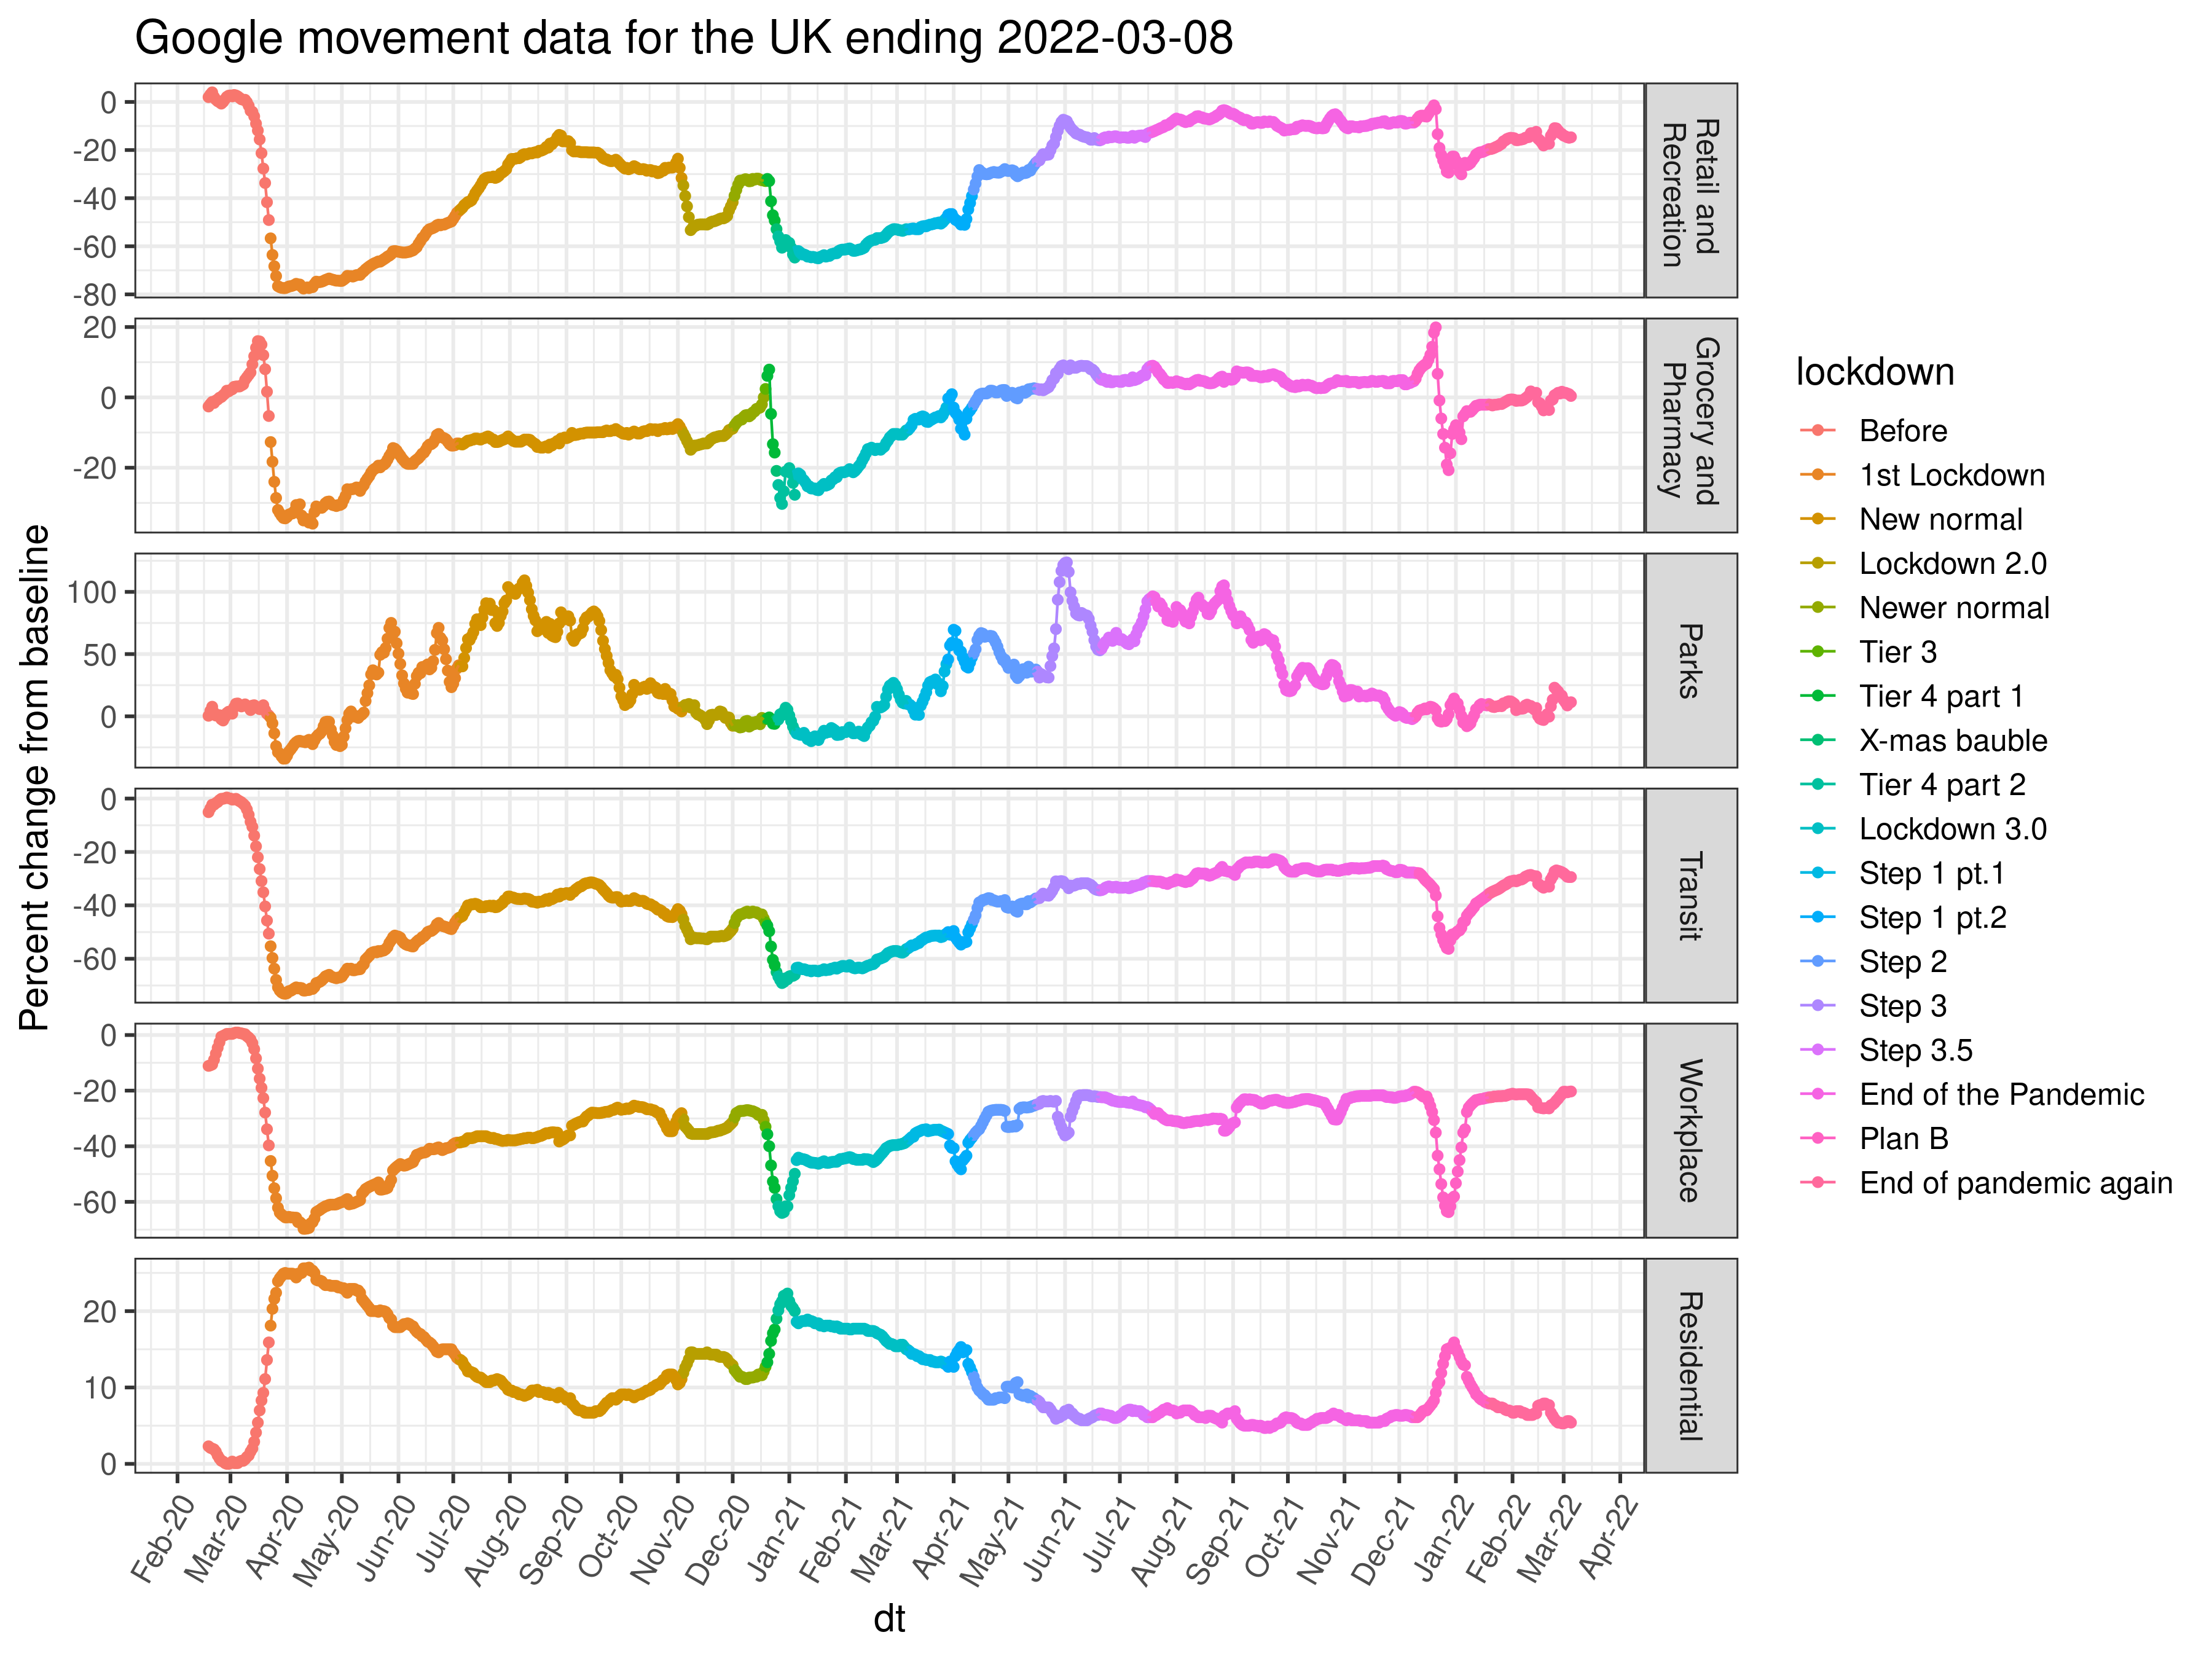 Google movement data for the UK ending 2022-03-08
Percent change from baseline
0
-20
-40
-60
-80
Retail and
Recreation
20
0
-20
Grocery and
Pharmacy
100
50
0
Parks
0
-20
-40
-60
Transit
0
-20
-40
-60
Workplace
20
10
0
Residential
Feb-20
Mar-20
Apr-20
May-20
Jun-20
Jul-20
Aug-20
Sep-20
Oct-20
Nov-20
Dec-20
Jan-21
Feb-21
Mar-21
Apr-21
May-21
Jun-21
Jul-21
Aug-21
Sep-21
Oct-21
Nov-21
Dec-21
Jan-22
Feb-22
Mar-22
Apr-22
dt
lockdown
Before
1st Lockdown
New normal
Lockdown 2.0
Newer normal
Tier 3
Tier 4 part 1
X-mas bauble
Tier 4 part 2
Lockdown 3.0
Step 1 pt.1
Step 1 pt.2
Step 2
Step 3
Step 3.5
End of the Pandemic
Plan B
End of pandemic again